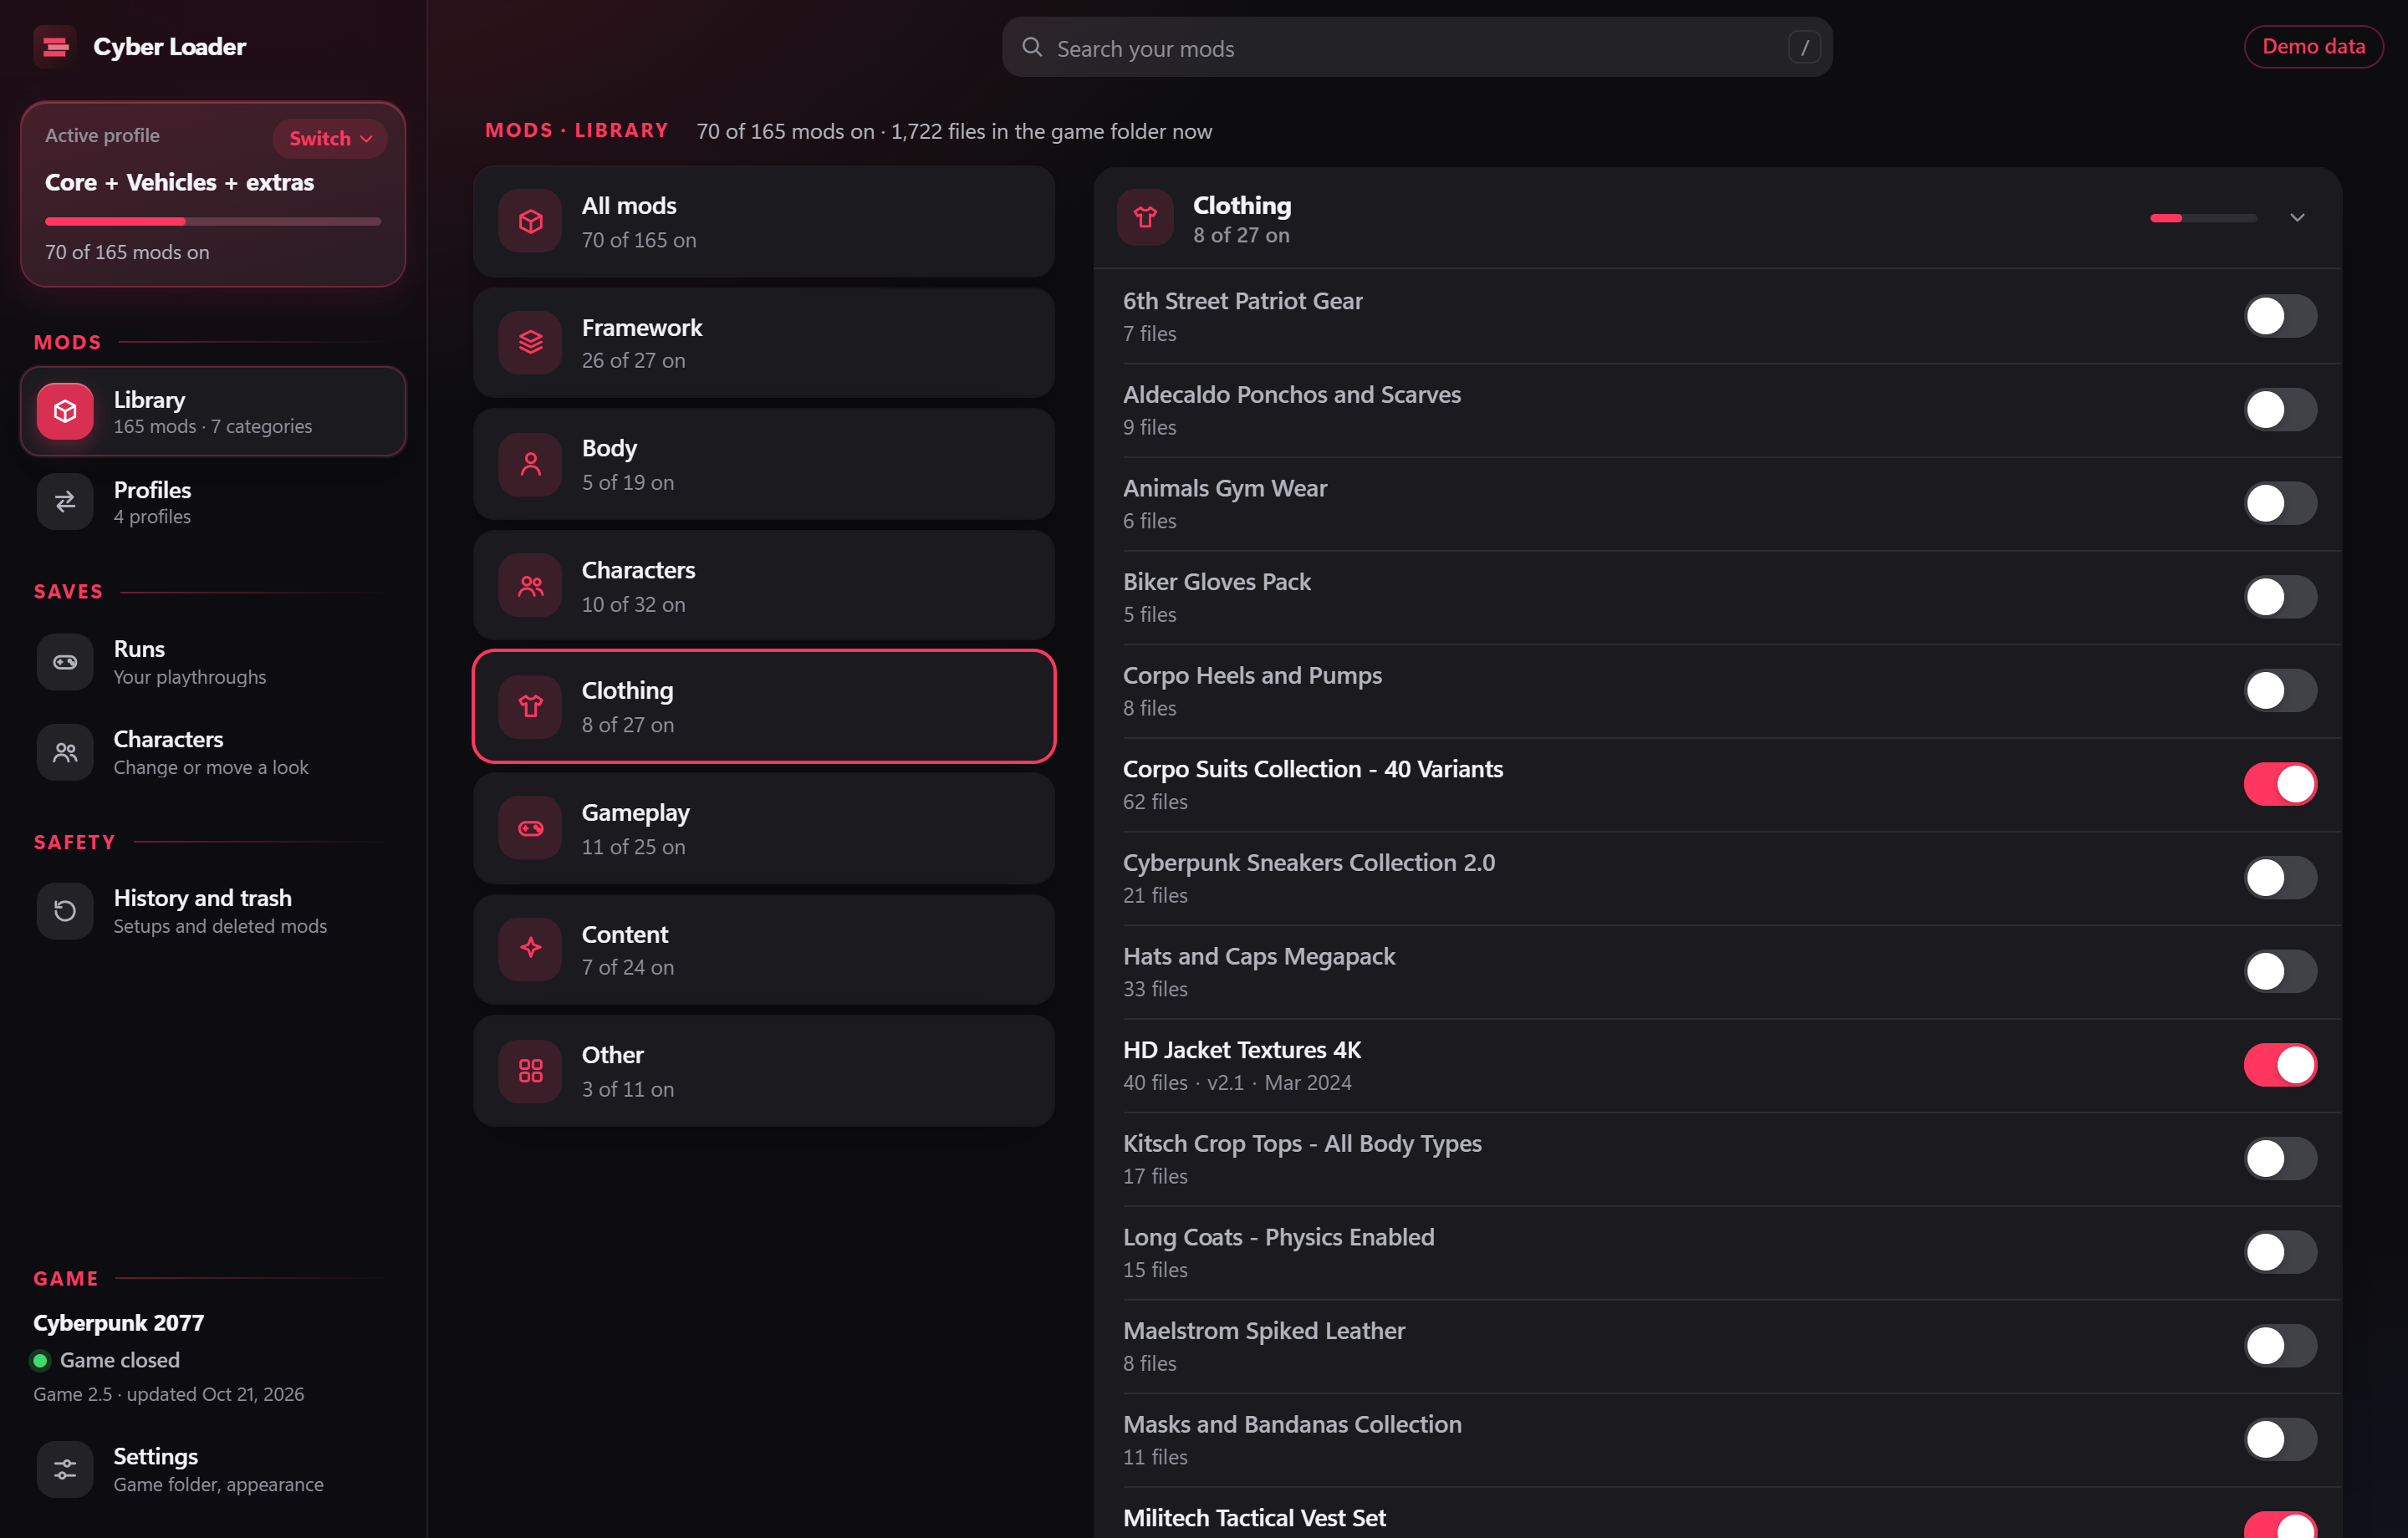 Cyber Loader
Search your mods
/
Demo data
Active profile
Switch
Core + Vehicles + extras
70 of 165 mods on
MODS
Library
165 mods · 7 categories
Profiles
4 profiles
SAVES
Runs
Your playthroughs
Characters
Change or move a look
SAFETY
History and trash
Setups and deleted mods
GAME
Cyberpunk 2077
Game closed
Game 2.5 · updated Oct 21, 2026
Settings
Game folder, appearance
MODS · LIBRARY 70 of 165 mods on · 1,722 files in the game folder now
All mods
70 of 165 on
Framework
26 of 27 on
Body
5 of 19 on
Characters
10 of 32 on
Clothing
8 of 27 on
Gameplay
11 of 25 on
Content
7 of 24 on
Other
3 of 11 on
Clothing
8 of 27 on
6th Street Patriot Gear
7 files
Aldecaldo Ponchos and Scarves
9 files
Animals Gym Wear
6 files
Biker Gloves Pack
5 files
Corpo Heels and Pumps
8 files
Corpo Suits Collection - 40 Variants
62 files
Cyberpunk Sneakers Collection 2.0
21 files
Hats and Caps Megapack
33 files
HD Jacket Textures 4K
40 files · v2.1 · Mar 2024
Kitsch Crop Tops - All Body Types
17 files
Long Coats - Physics Enabled
15 files
Maelstrom Spiked Leather
8 files
Masks and Bandanas Collection
11 files
Militech Tactical Vest Set